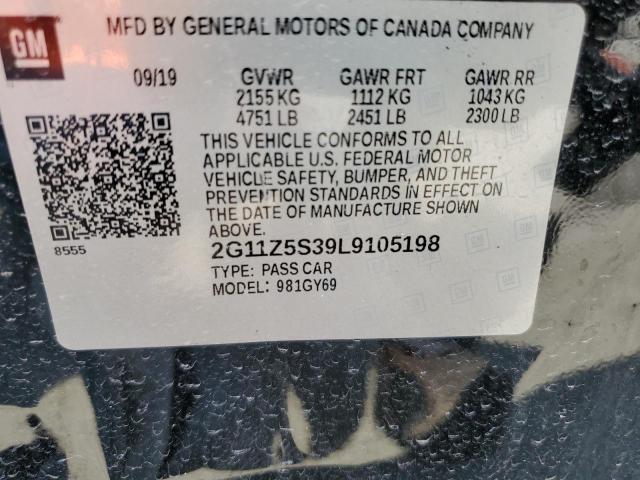 GM
MFD BY GENERAL MOTORS OF CANADA COMPANY
09/19 GVWR GAWR FRT GAWR RR
2155 KG 1112 KG 1043 KG
4751 LB 2451 LB 2300 LB
THIS VEHICLE CONFORMS TO ALL
APPLICABLE U.S. FEDERAL MOTOR
VEHICLE SAFETY, BUMPER, AND THEFT
PREVENTION STANDARDS IN EFFECT ON
THE DATE OF MANUFACTURE SHOWN
ABOVE.
8555
2G11Z5S39L9105198
TYPE: PASS CAR
MODEL: 981GY69